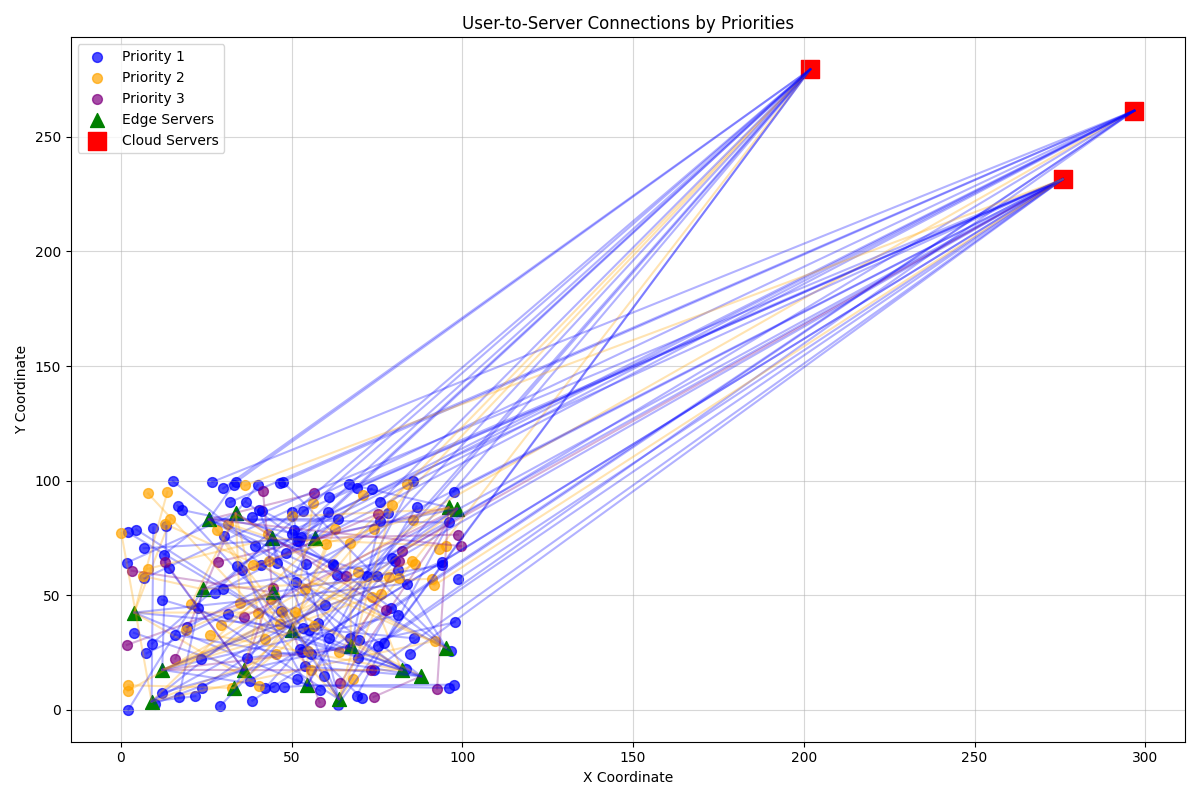 User-to-Server Connections by Priorities
Priority 1
Priority 2
Priority 3
Edge Servers
Cloud Servers
Y Coordinate
250
200
150
100
50
0
0 50 100 150 200 250 300
X Coordinate